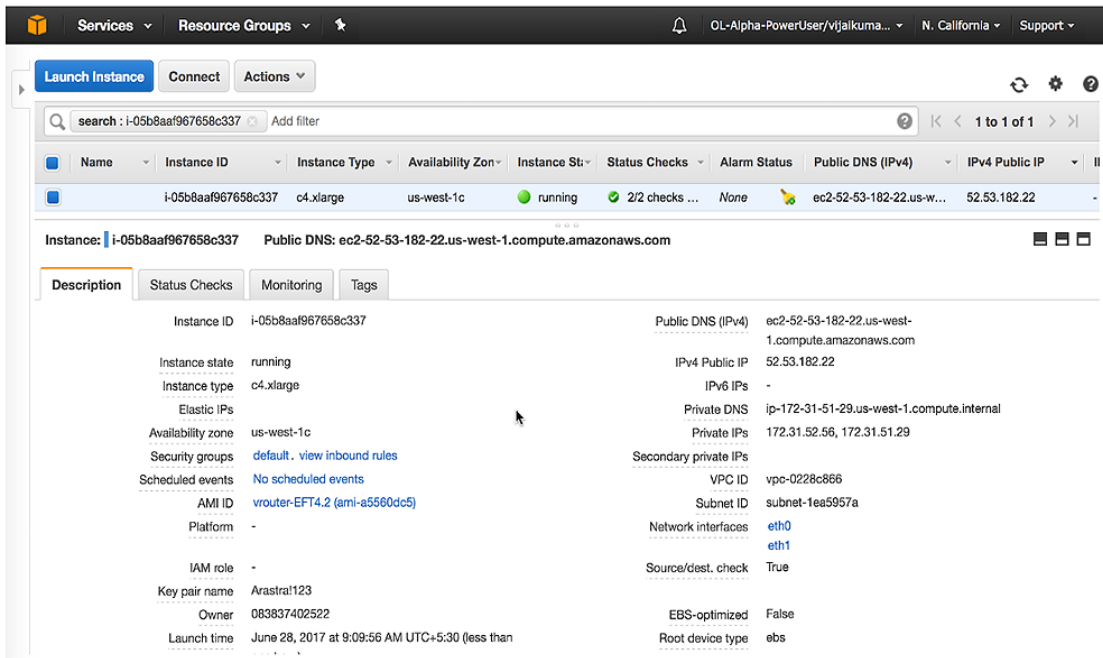 Services Resource Groups OL-Alpha-PowerUser/vijaikuma... N. California Support
Launch Instance Connect Actions
search : i-05b8aaf967658c337 Add filter 1 to 1 of 1
Name Instance ID Instance Type Availability Zon Instance Sta Status Checks Alarm Status Public DNS (IPv4) IPv4 Public IP
i-05b8aaf967658c337 c4.xlarge us-west-1c running 2/2 checks ... None ec2-52-53-182-22.us-w... 52.53.182.22 -
Instance: i-05b8aaf967658c337 Public DNS: ec2-52-53-182-22.us-west-1.compute.amazonaws.com
Description Status Checks Monitoring Tags
Instance ID i-05b8aaf967658c337 Public DNS (IPv4) ec2-52-53-182-22.us-west-
1.compute.amazonaws.com
Instance state running IPv4 Public IP 52.53.182.22
Instance type c4.xlarge IPv6 IPs -
Elastic IPs Private DNS ip-172-31-51-29.us-west-1.compute.internal
Availability zone us-west-1c Private IPs 172.31.52.56, 172.31.51.29
Security groups default. view inbound rules Secondary private IPs
Scheduled events No scheduled events VPC ID vpc-0228c866
AMI ID vrouter-EFT4.2 (ami-a5560dc5) Subnet ID subnet-1ea5957a
Platform - Network interfaces eth0
eth1
IAM role - Source/dest. check True
Key pair name Arastra!123
Owner 083837402522 EBS-optimized False
Launch time June 28, 2017 at 9:09:56 AM UTC+5:30 (less than Root device type ebs